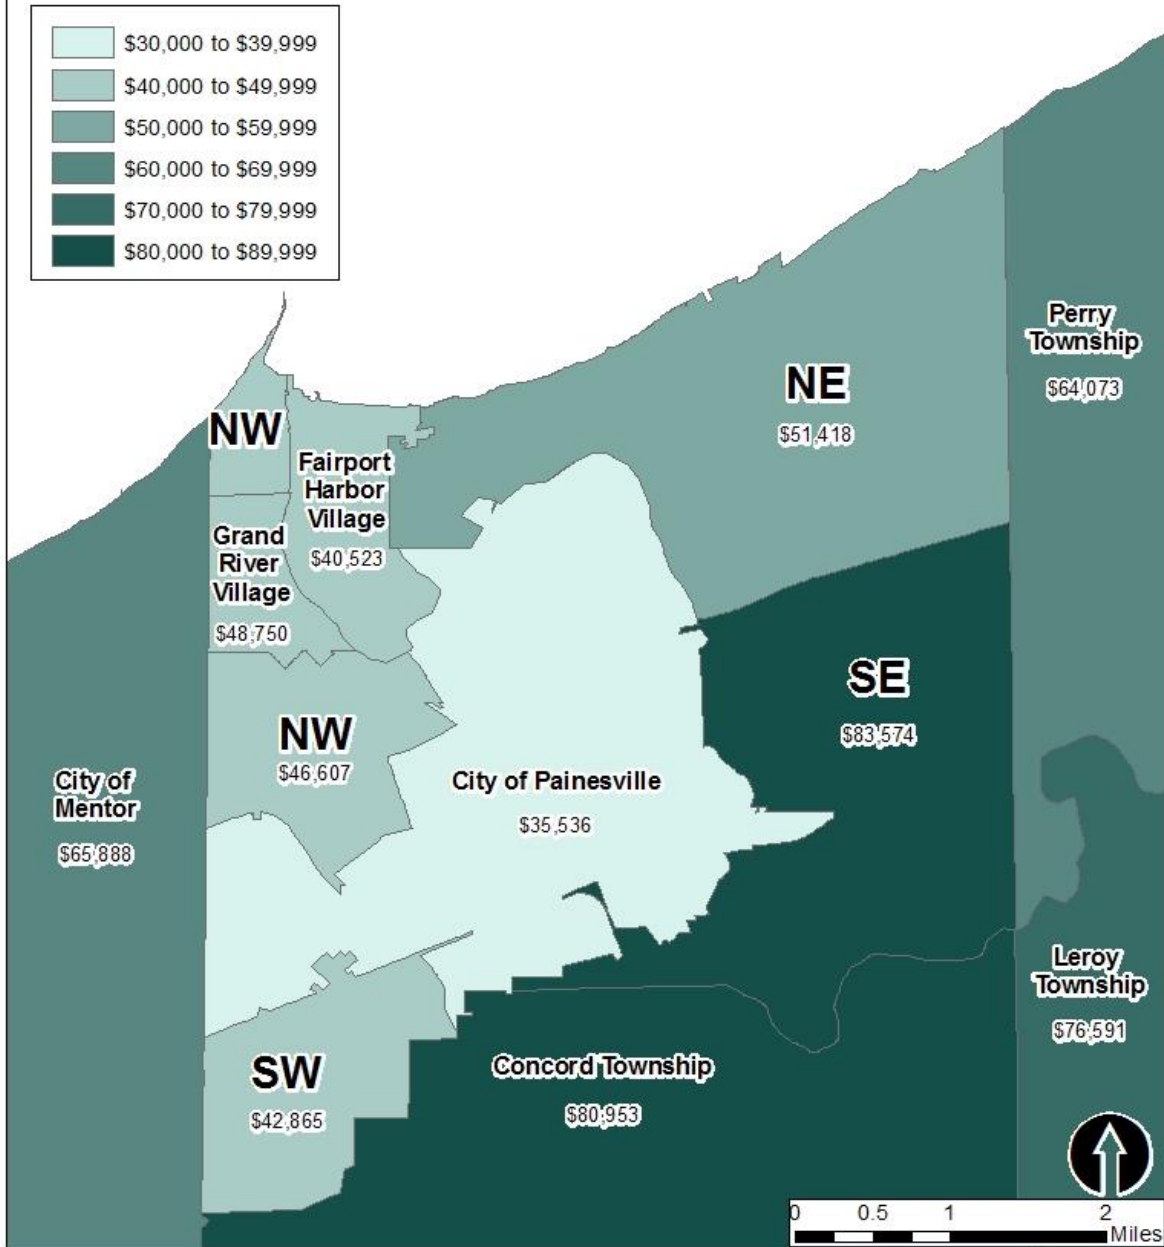 $30,000 to $39,999
$40,000 to $49,999
$50,000 to $59,999
$60,000 to $69,999
$70,000 to $79,999
$80,000 to $89,999
Perry
Township
$64,073
NE
$51,418
NW
Fairport
Harbor
Village
$40,523
Grand
River
Village
$48,750
SE
$83,574
NW
$46,607
City of
Mentor
$65,888
City of Painesville
$35,536
Leroy
Township
$76,591
SW
$42,865
Concord Township
$80,953
0 0.5 1 2
Miles